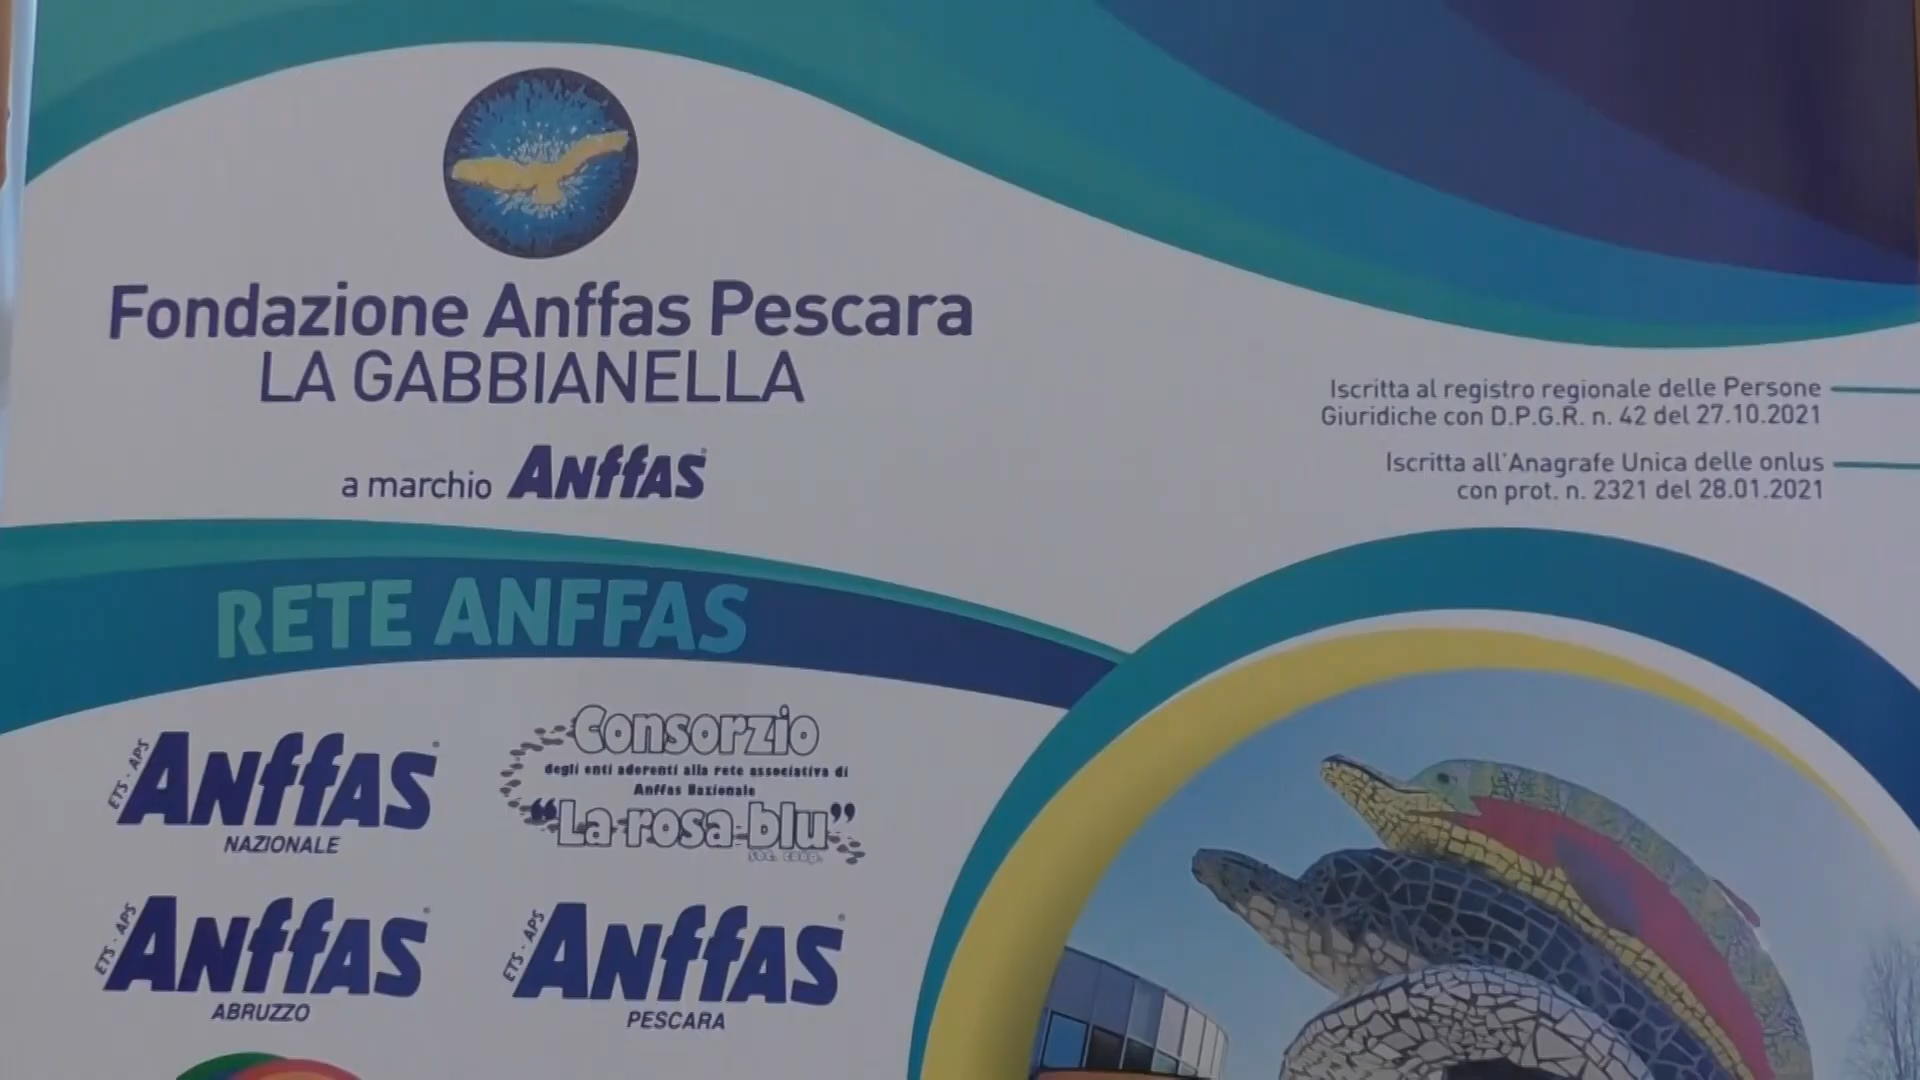 Fondazione Anffas Pescara
LA GABBIANELLA
a marchio Anffas
Iscritta al registro regionale delle Persone
Giuridiche con D.P.G.R. n. 42 del 27.10.2021
Iscritta all'Anagrafe Unica delle onlus
con prot. n. 2321 del 28.01.2021
RETE ANFFAS
ETS - APS
Anffas®
NAZIONALE
Consorzio
degli enti aderenti alla rete associativa di
Anffas Nazionale
“La rosa blu”
soc. coop.
ETS - APS
Anffas®
ABRUZZO
ETS - APS
Anffas®
PESCARA